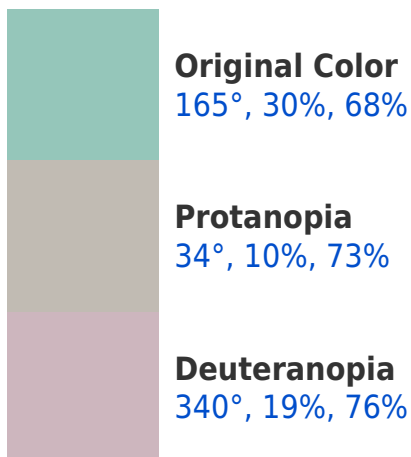 Original Color
165°, 30%, 68%
Protanopia
34°, 10%, 73%
Deuteranopia
340°, 19%, 76%